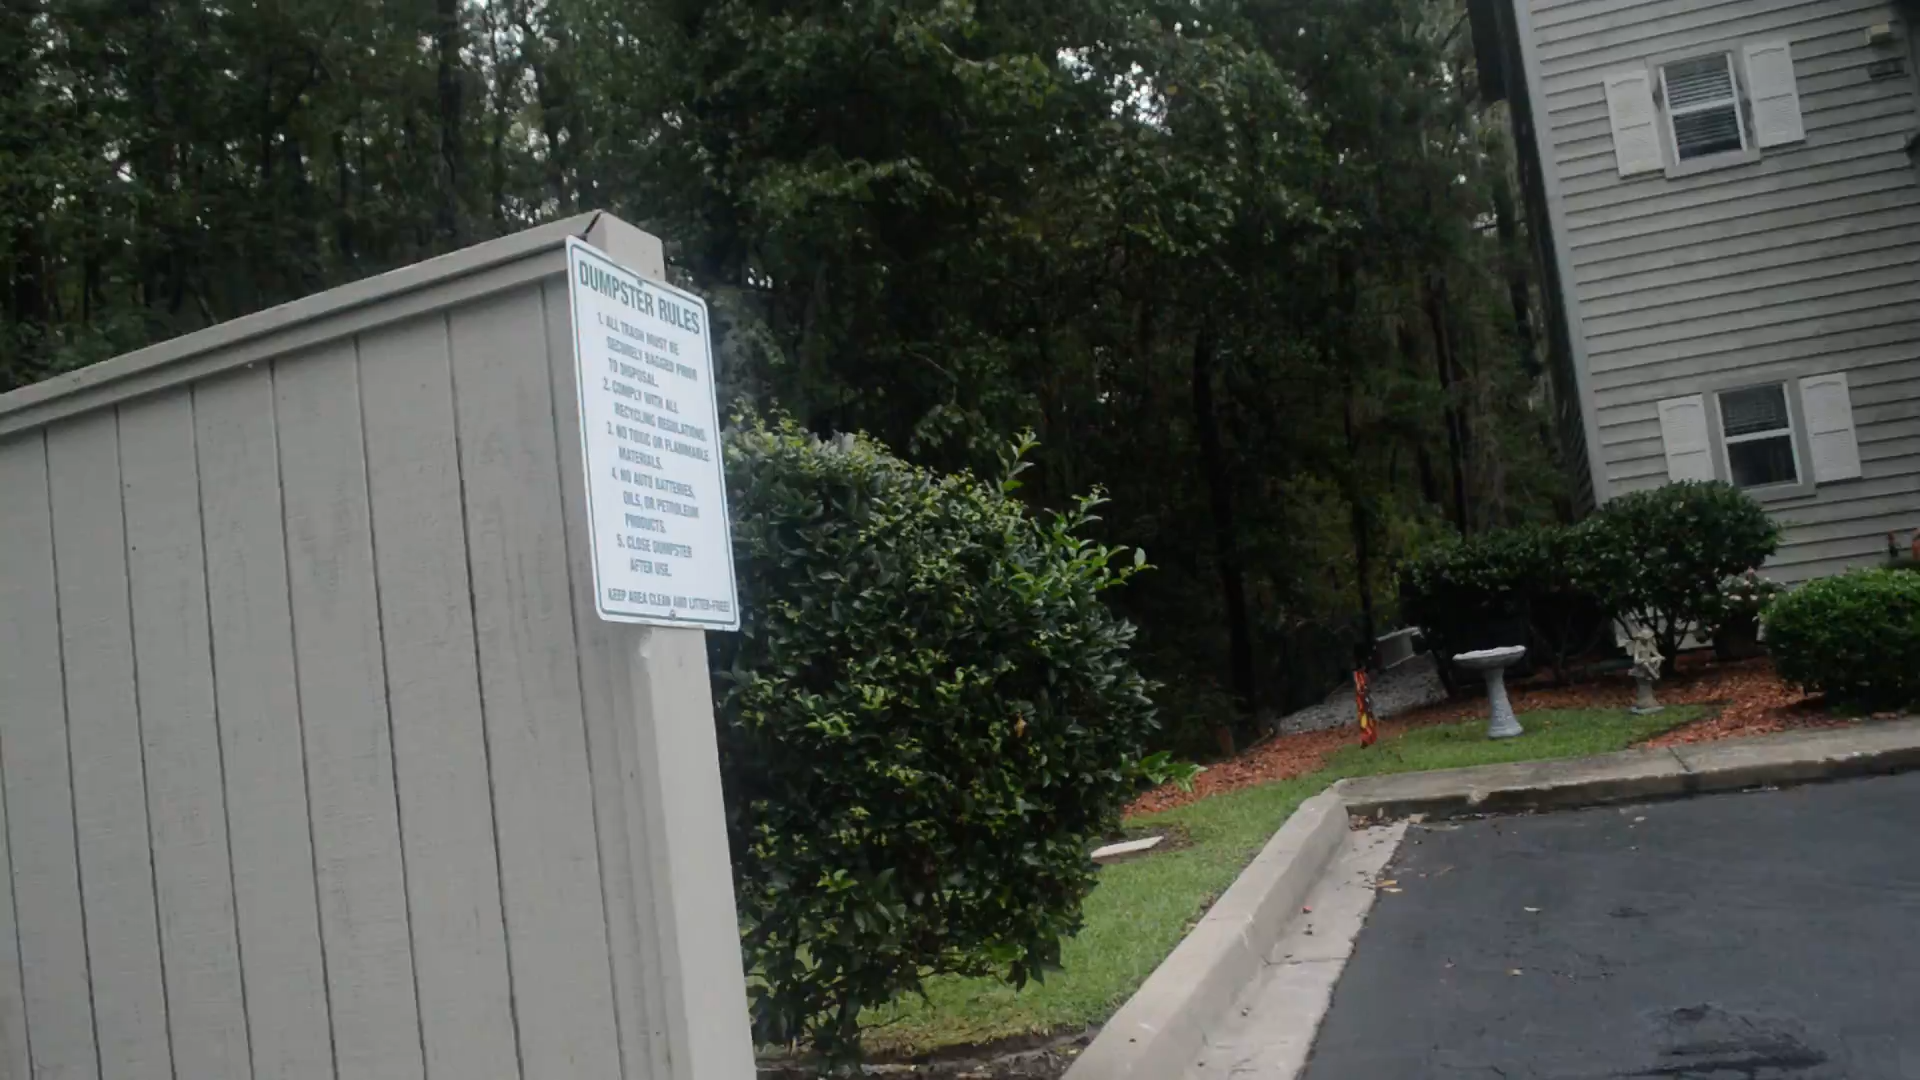 DUMPSTER RULES
1. ALL TRASH MUST BE
SECURELY BAGGED PRIOR
TO DISPOSAL.
2. COMPLY WITH ALL
RECYCLING REGULATIONS.
3. NO TOXIC OR FLAMMABLE
MATERIALS.
4. NO AUTO BATTERIES,
OILS, OR PETROLEUM
PRODUCTS.
5. CLOSE DUMPSTER
AFTER USE.
KEEP AREA CLEAN AND LITTER-FREE!